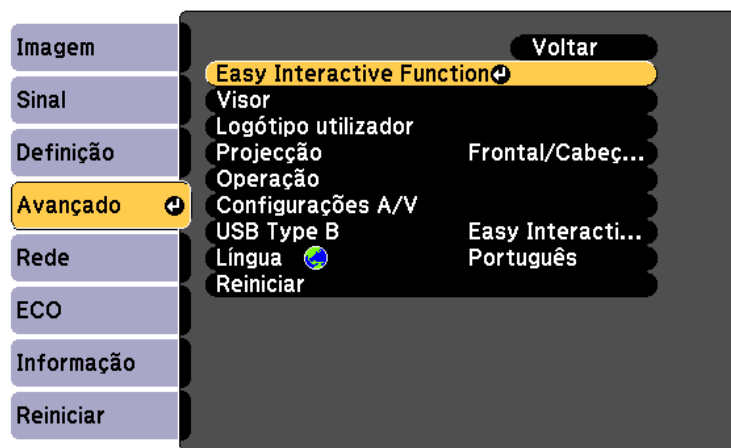 Imagem
Sinal
Definição
Avançado
Rede
ECO
Informação
Reiniciar
Voltar
Easy Interactive Function
Visor
Logótipo utilizador
Projecção Frontal/Cabeç...
Operação
Configurações A/V
USB Type B Easy Interacti...
Língua Português
Reiniciar